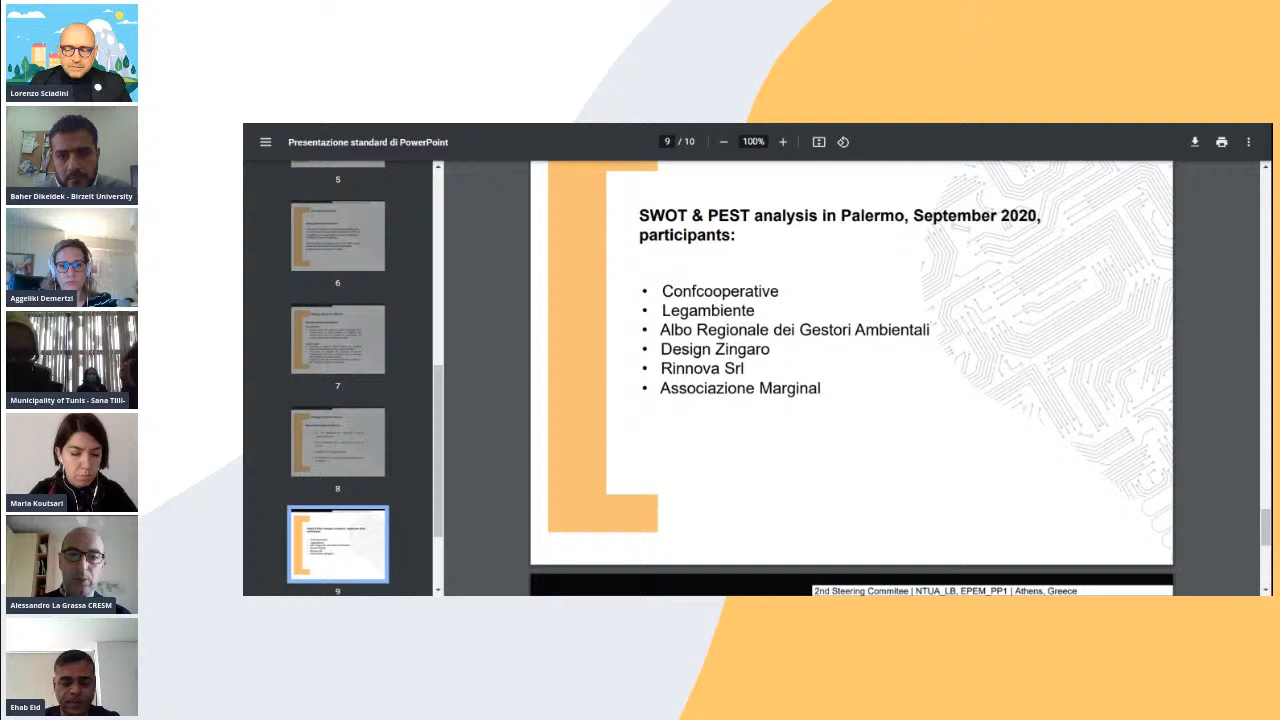 Lorenzo Sciadini
Baher Dikeidek - Birzeit University
Aggeliki Demertzi
Municipality of Tunis - Sana Tlili-
Maria Koutsari
Alessandro La Grassa CRESM
Ehab Eid
Presentazione standard di PowerPoint
9 / 10
100%
5
6
7
8
9
SWOT & PEST analysis in Palermo, September 2020,
participants:
• Confcooperative
• Legambiente
• Albo Regionale dei Gestori Ambientali
• Design Zingaro
• Rinnova Srl
• Associazione Marginal
2nd Steering Commitee | NTUA_LB, EPEM_PP1 | Athens, Greece